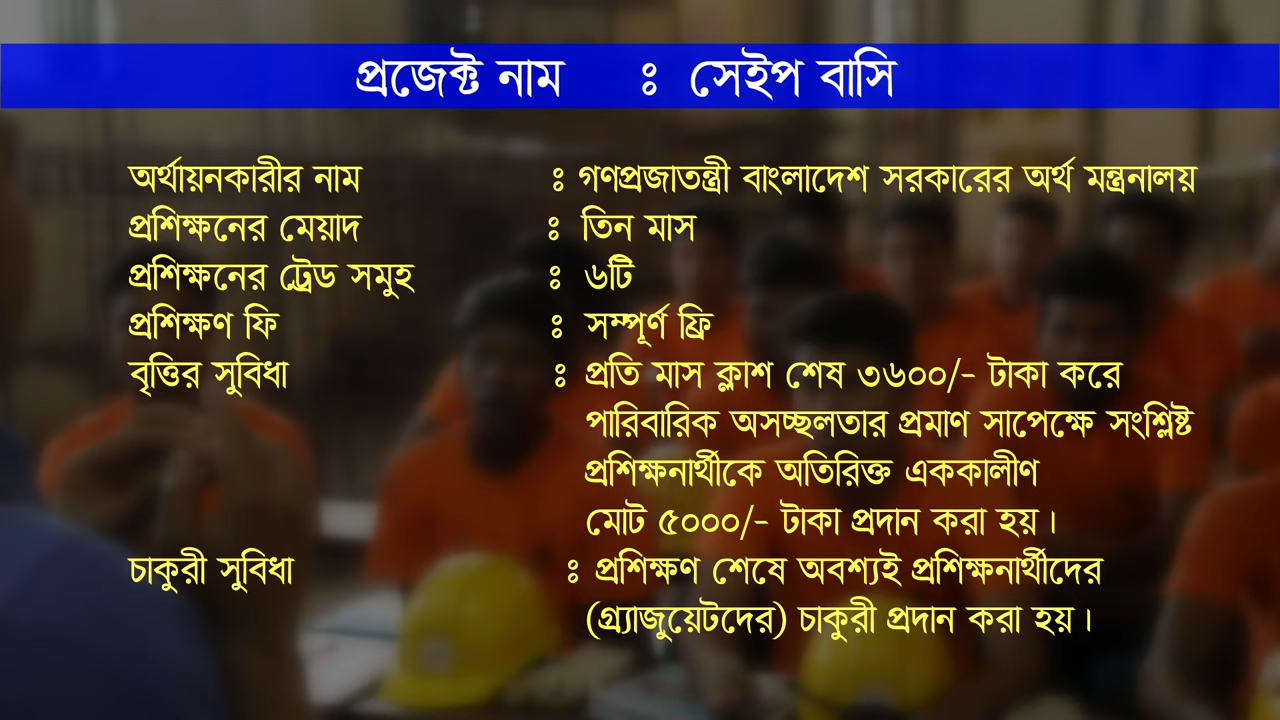 প্রজেক্ট নাম ঃ সেইপ বাসি
অর্থায়নকারীর নাম ঃ গণপ্রজাতন্ত্রী বাংলাদেশ সরকারের অর্থ মন্ত্রনালয়
প্রশিক্ষনের মেয়াদ ঃ তিন মাস
প্রশিক্ষনের ট্রেড সমুহ ঃ ৬টি
প্রশিক্ষণ ফি ঃ সম্পূর্ণ ফ্রি
বৃত্তির সুবিধা ঃ প্রতি মাস ক্লাশ শেষ ৩৬০০/- টাকা করে
পারিবারিক অসচ্ছলতার প্রমাণ সাপেক্ষে সংশ্লিষ্ট
প্রশিক্ষনার্থীকে অতিরিক্ত এককালীণ
মোট ৫০০০/- টাকা প্রদান করা হয়।
চাকুরী সুবিধা ঃ প্রশিক্ষণ শেষে অবশ্যই প্রশিক্ষনার্থীদের
(গ্র্যাজুয়েটদের) চাকুরী প্রদান করা হয়।